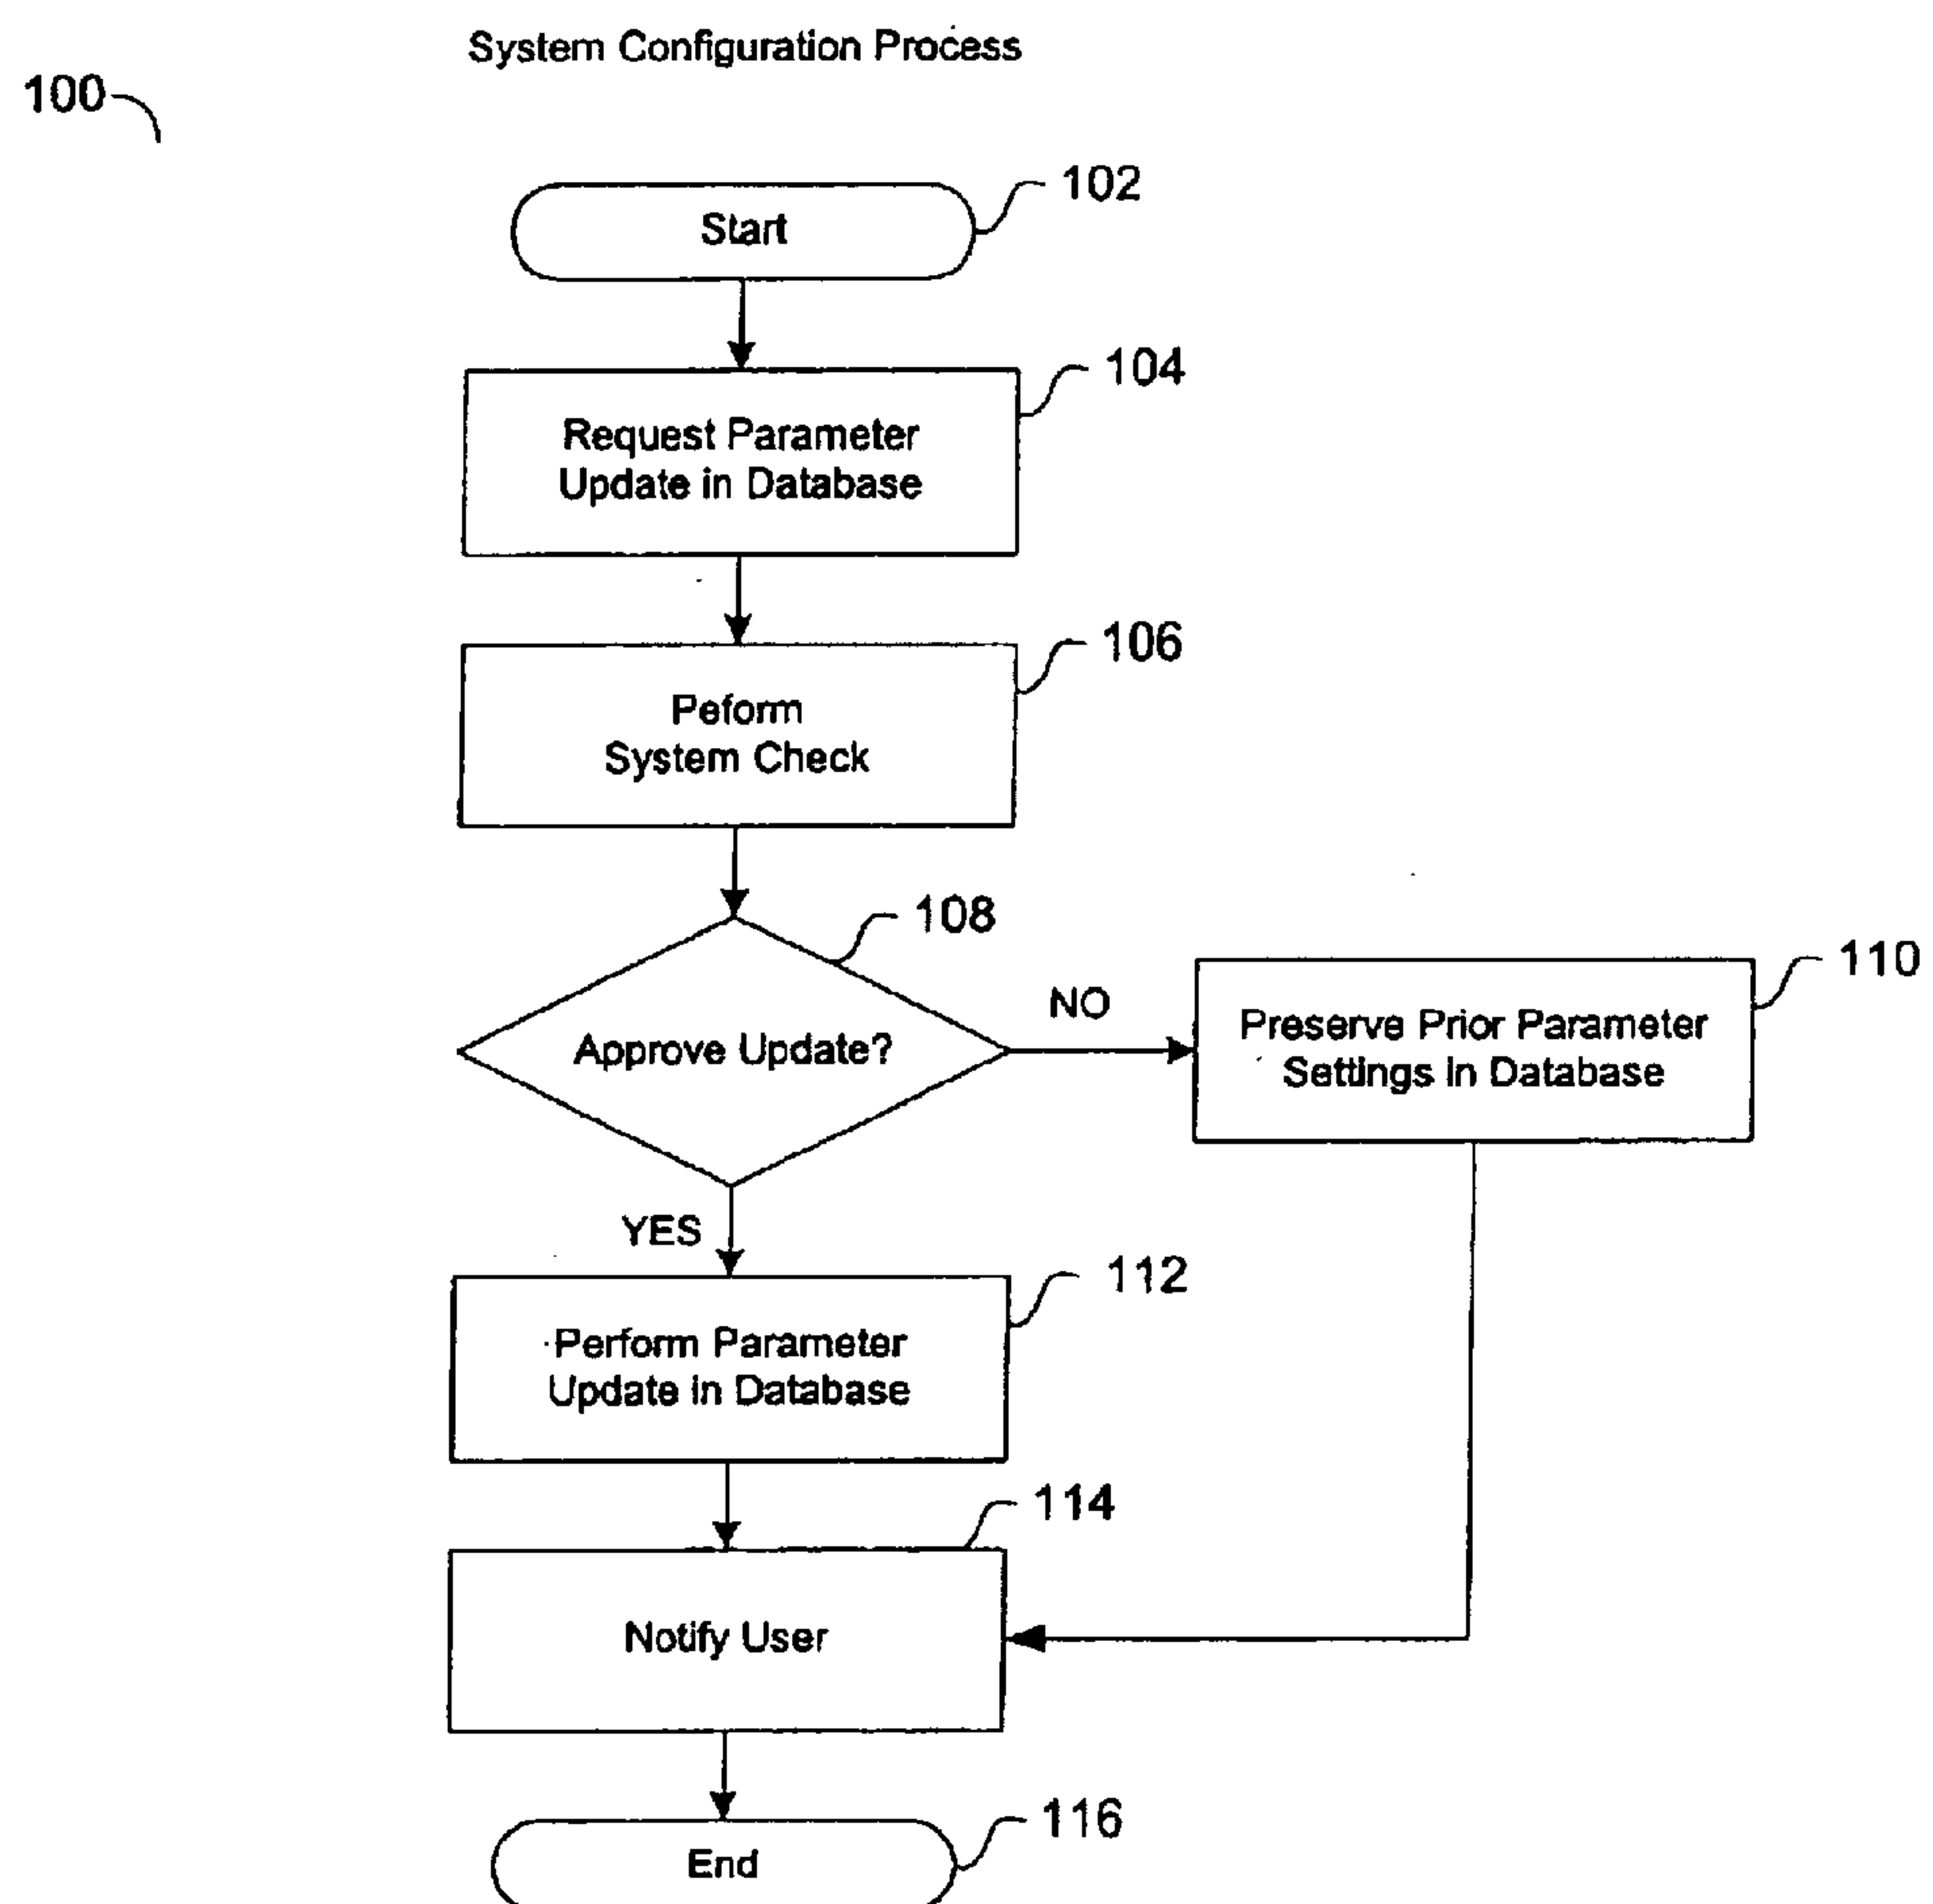 System Configuration Process
100
102
Start
104
Request Parameter
Update in Database
106
Peform
System Check
108
Approve Update?
NO
110
Preserve Prior Parameter
Settings in Database
YES
112
Perform Parameter
Update in Database
114
Notify User
116
End